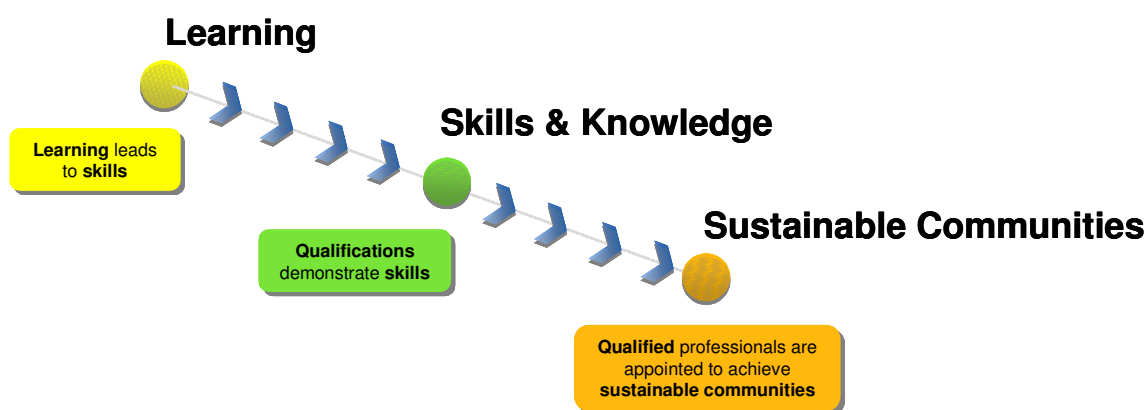 Learning
Learning leads
to skills
Skills & Knowledge
Qualifications
demonstrate skills
Sustainable Communities
Qualified professionals are
appointed to achieve
sustainable communities